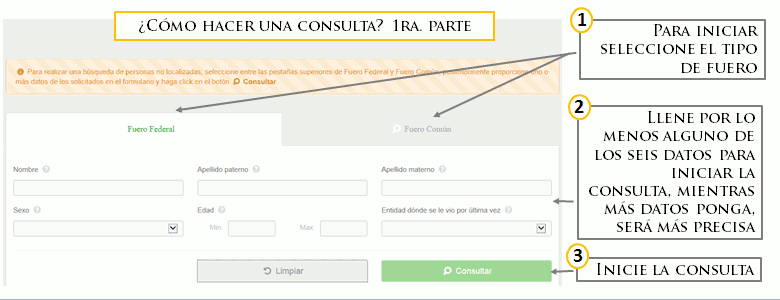 ¿Cómo hacer una consulta? 1ra. parte
1
Para iniciar
seleccione el tipo
de fuero
Para realizar una búsqueda de personas no localizadas, seleccione entre las pestañas superiores de Fuero Federal y Fuero Común, posteriormente proporcione uno o
más datos de los solicitados en el formulario y haga click en el botón Consultar
Fuero Federal
Fuero Común
2
Llene por lo
menos alguno de
los seis datos para
iniciar la
consulta, mientras
más datos ponga,
será más precisa
Nombre ?
Apellido paterno ?
Apellido materno ?
Sexo ?
Edad ?
Entidad dónde se le vio por última vez ?
Min
Max
Limpiar
Consultar
3
Inicie la consulta